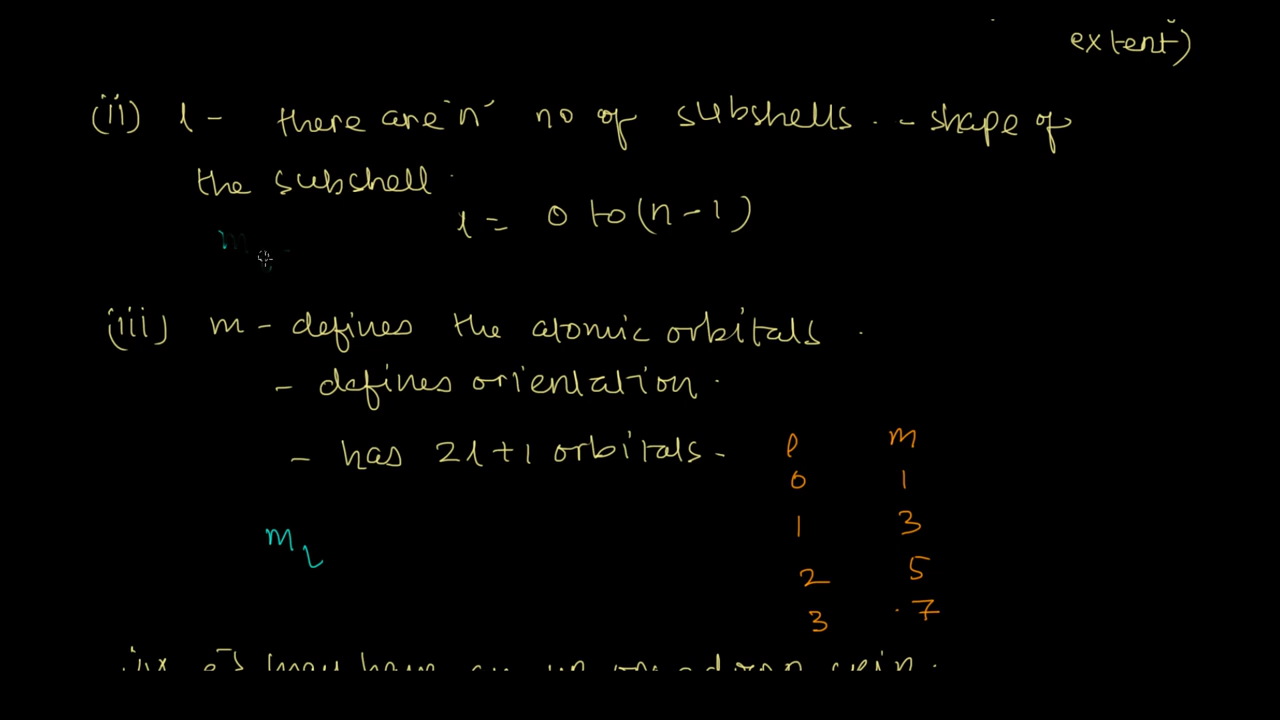 extent)
(ii) l - there are 'n' no of subshells. - shape of
the subshell.
l = 0 to (n - 1)
m
(iii) m - defines the atomic orbitals.
- defines orientation.
- has 2l + 1 orbitals.
l m
0 1
1 3
2 5
3 7
m l
spin.